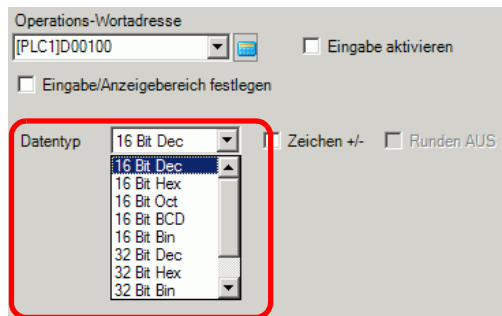 Operations-Wortadresse
[PLC1]D00100
Eingabe aktivieren
Eingabe/Anzeigebereich festlegen
Datentyp 16 Bit Dec Zeichen +/- Runden AUS
16 Bit Dec
16 Bit Hex
16 Bit Oct
16 Bit BCD
16 Bit Bin
32 Bit Dec
32 Bit Hex
32 Bit Bin